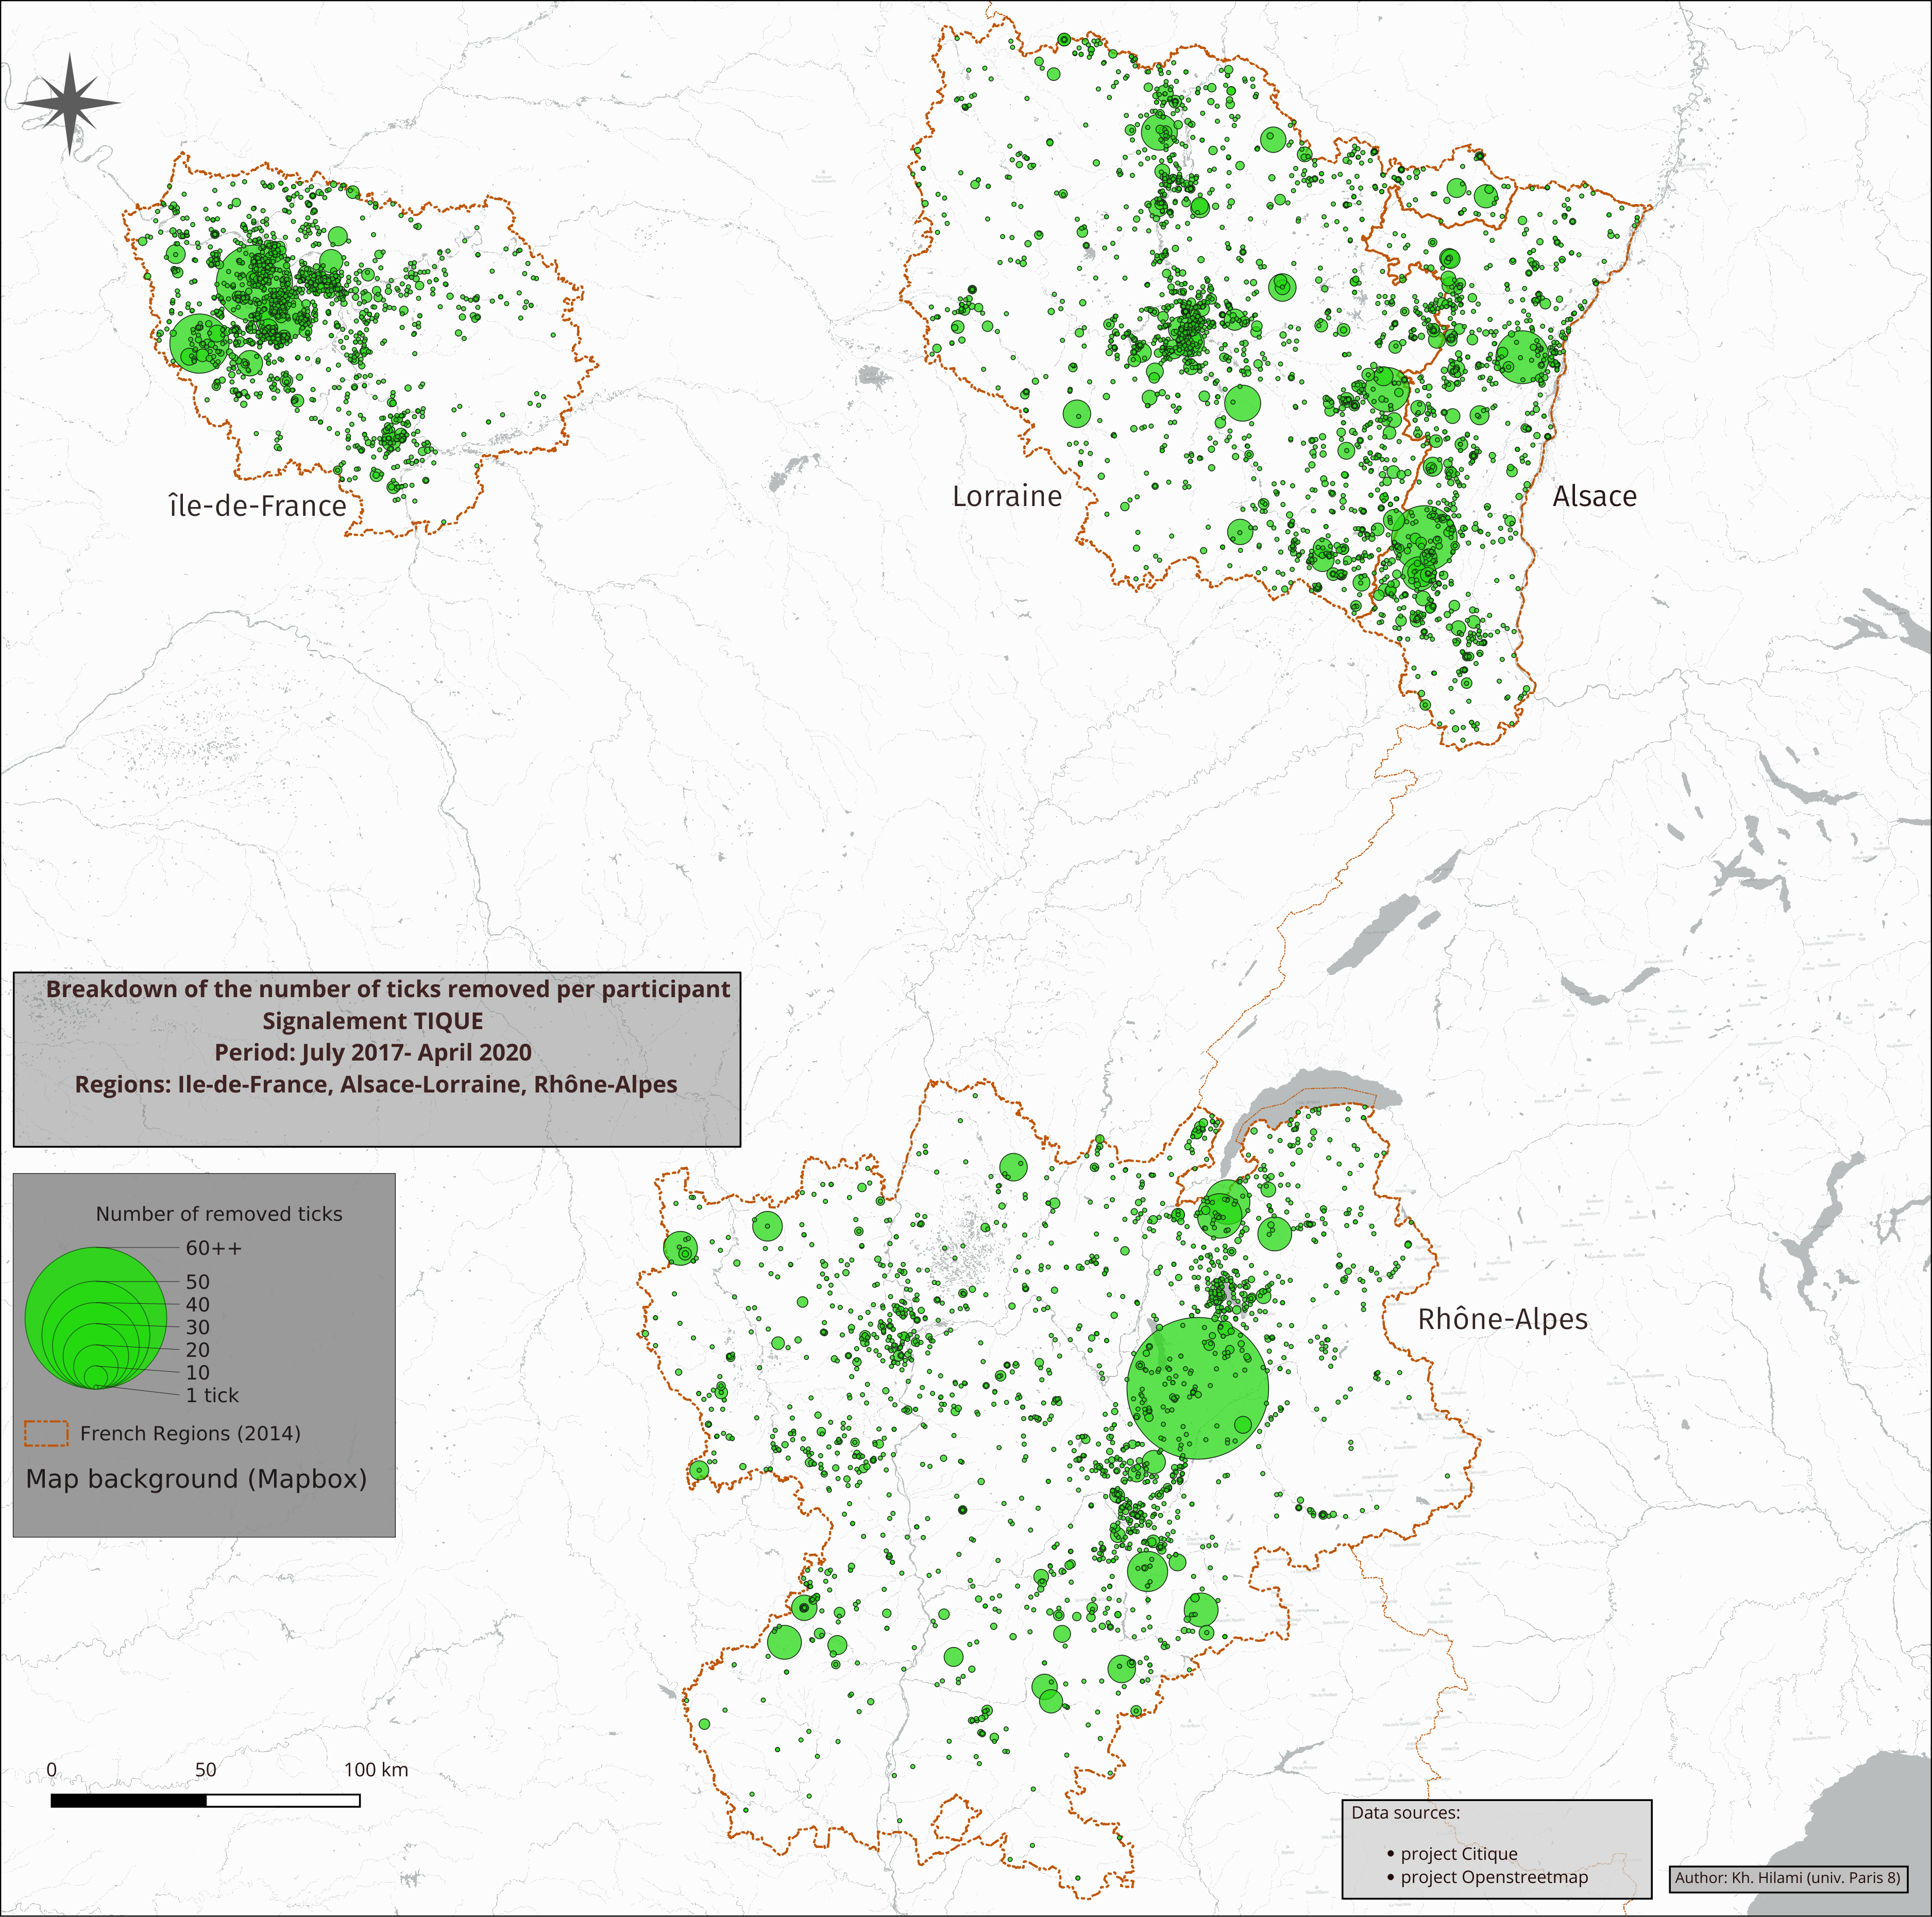 île-de-France
Lorraine
Alsace
Breakdown of the number of ticks removed per participant
Signalement TIQUE
Period: July 2017- April 2020
Regions: Ile-de-France, Alsace-Lorraine, Rhône-Alpes
Number of removed ticks
60++
50
40
30
20
10
1 tick
French Regions (2014)
Map background (Mapbox)
Rhône-Alpes
0 50 100 km
Data sources:
• project Citique
• project Openstreetmap
Author: Kh. Hilami (univ. Paris 8)